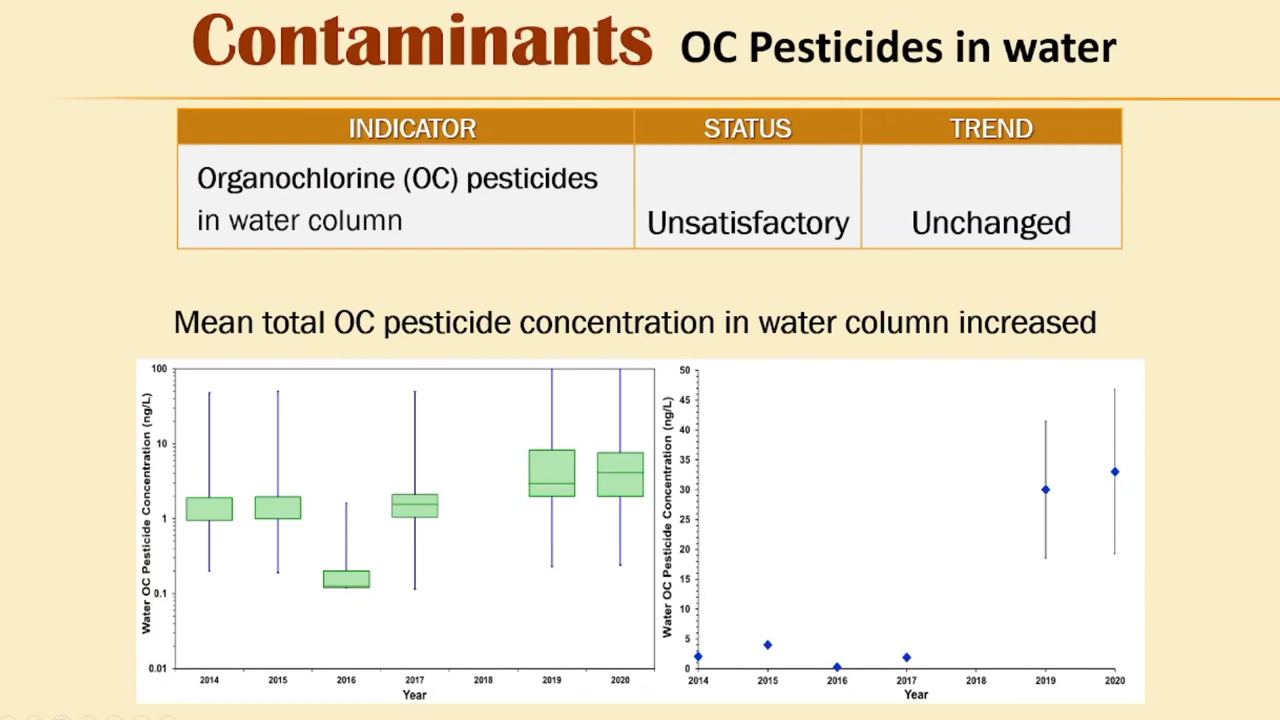 Contaminants OC Pesticides in water
INDICATOR STATUS TREND
Organochlorine (OC) pesticides
in water column Unsatisfactory Unchanged
Mean total OC pesticide concentration in water column increased
Water OC Pesticide Concentration (ng/L)
100
10
1
0.1
0.01
2014 2015 2016 2017 2018 2019 2020
Year
Water OC Pesticide Concentration (ng/L)
50
45
40
35
30
25
20
15
10
5
0
2014 2015 2016 2017 2018 2019 2020
Year